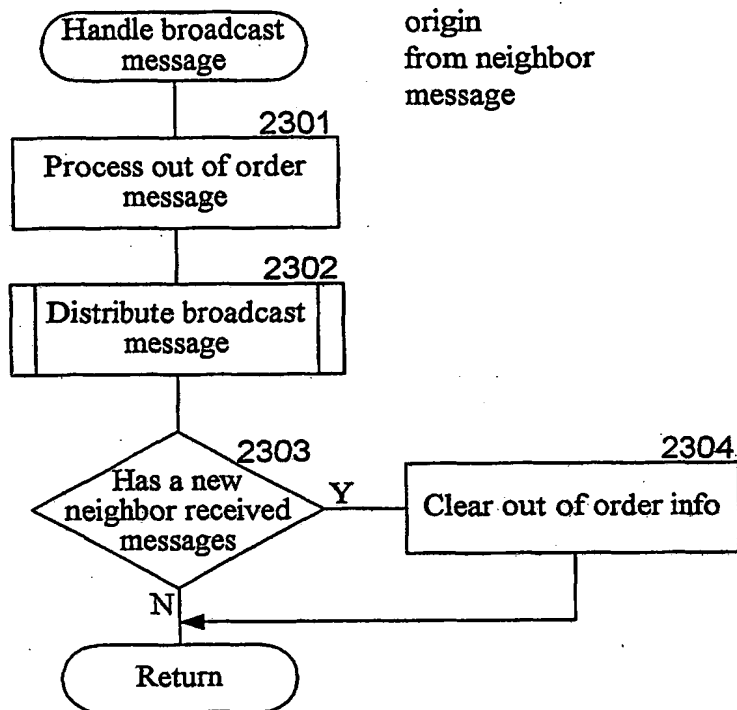 Handle broadcast
message
origin
from neighbor
message
2301
Process out of order
message
2302
Distribute broadcast
message
2303
Has a new
neighbor received
messages
Y
2304
Clear out of order info
N
Return